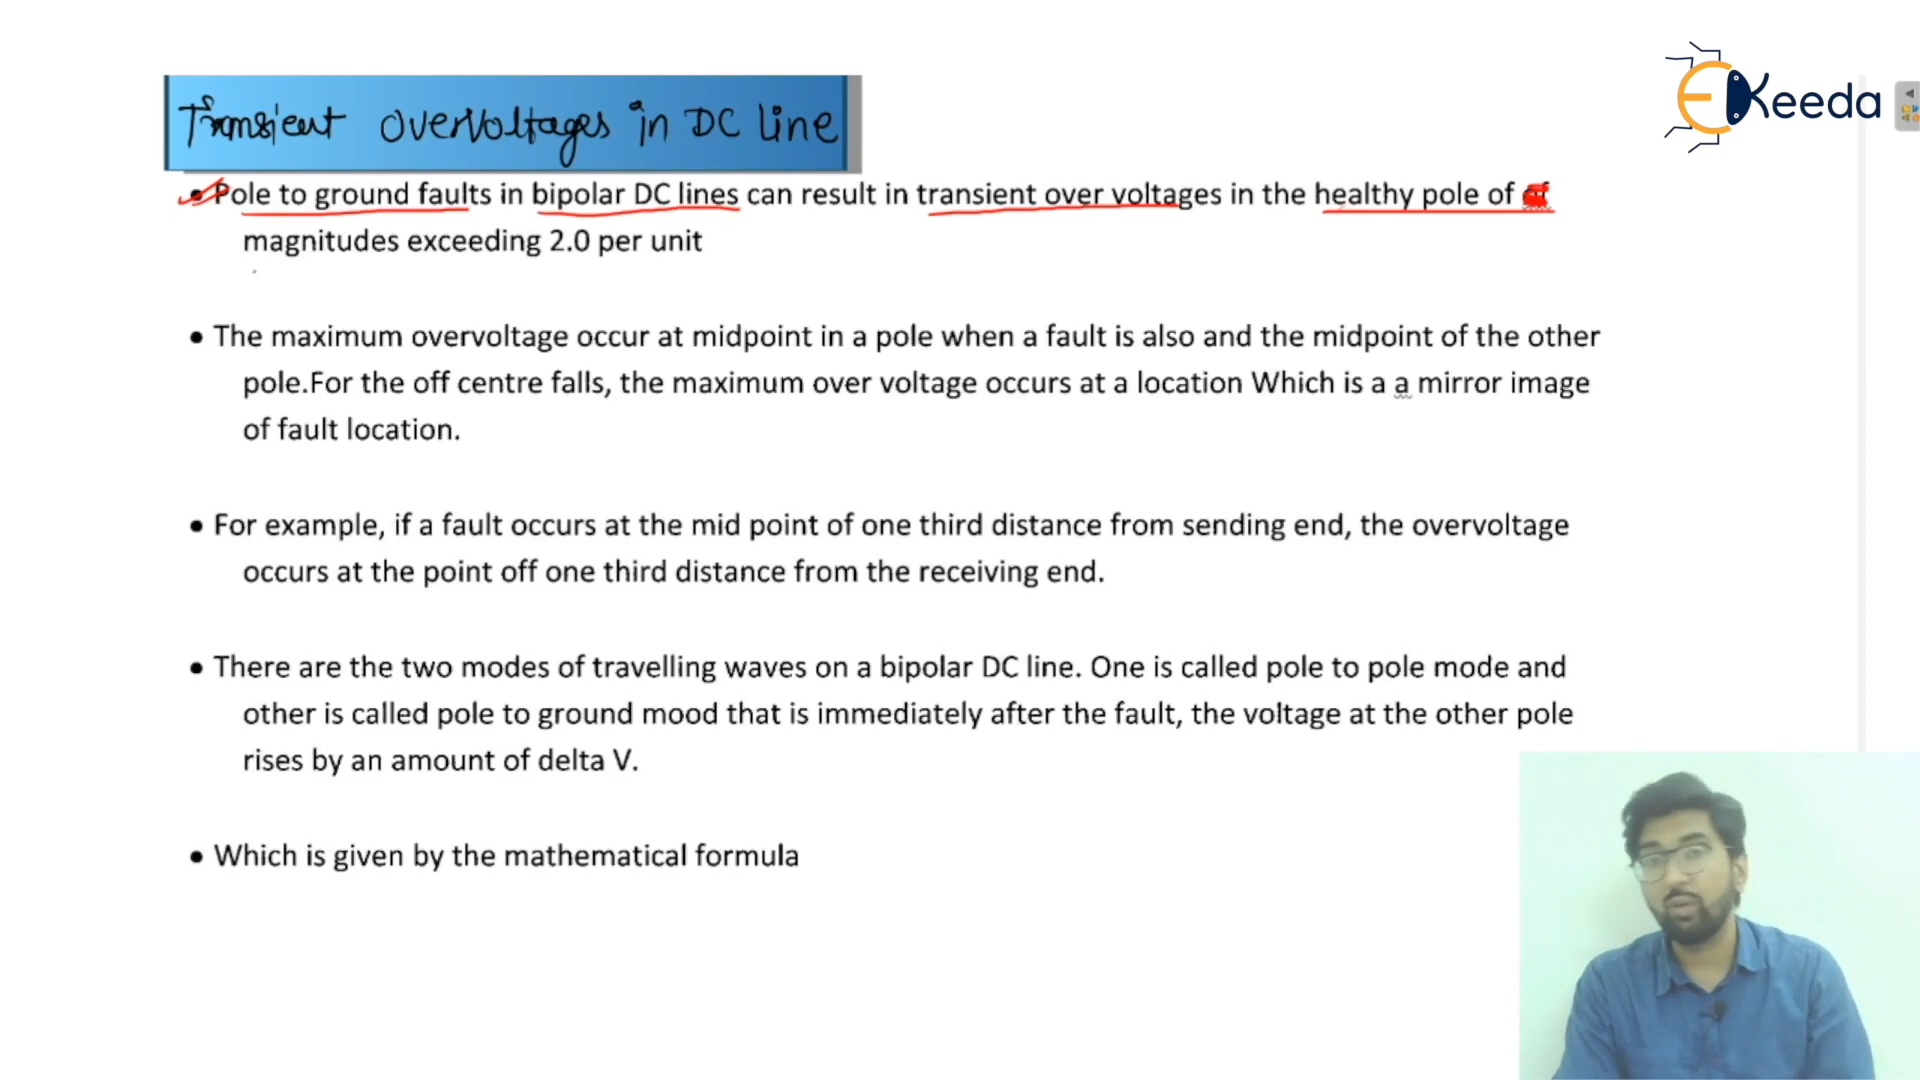 EKeeda
Transient overvoltages in DC line
• Pole to ground faults in bipolar DC lines can result in transient over voltages in the healthy pole of
magnitudes exceeding 2.0 per unit
• The maximum overvoltage occur at midpoint in a pole when a fault is also and the midpoint of the other
pole.For the off centre falls, the maximum over voltage occurs at a location Which is a a mirror image
of fault location.
• For example, if a fault occurs at the mid point of one third distance from sending end, the overvoltage
occurs at the point off one third distance from the receiving end.
• There are the two modes of travelling waves on a bipolar DC line. One is called pole to pole mode and
other is called pole to ground mood that is immediately after the fault, the voltage at the other pole
rises by an amount of delta V.
• Which is given by the mathematical formula